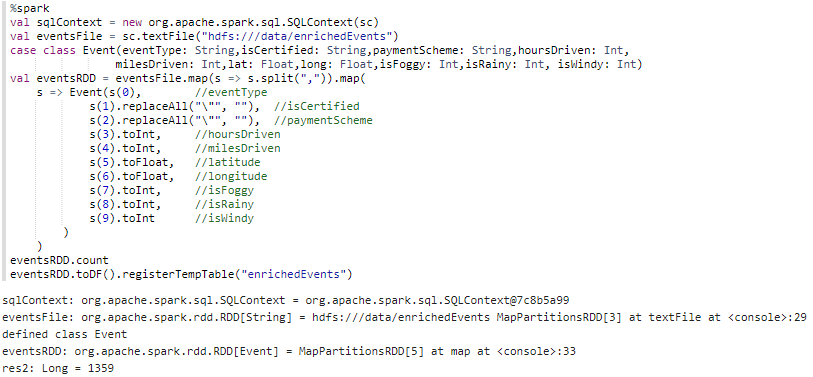 %spark
val sqlContext = new org.apache.spark.sql.SQLContext(sc)
val eventsFile = sc.textFile("hdfs:///data/enrichedEvents")
case class Event(eventType: String,isCertified: String,paymentScheme: String,hoursDriven: Int,
                milesDriven: Int,lat: Float,long: Float,isFoggy: Int,isRainy: Int, isWindy: Int)
val eventsRDD = eventsFile.map(s => s.split(",")).map(
    s => Event(s(0),        //eventType
            s(1).replaceAll("\"", ""),  //isCertified
            s(2).replaceAll("\"", ""),  //paymentScheme
            s(3).toInt,     //hoursDriven
            s(4).toInt,     //milesDriven
            s(5).toFloat,   //latitude
            s(6).toFloat,   //longitude
            s(7).toInt,     //isFoggy
            s(8).toInt,     //isRainy
            s(9).toInt      //isWindy
        )
    )
eventsRDD.count
eventsRDD.toDF().registerTempTable("enrichedEvents")
sqlContext: org.apache.spark.sql.SQLContext = org.apache.spark.sql.SQLContext@7c8b5a99
eventsFile: org.apache.spark.rdd.RDD[String] = hdfs:///data/enrichedEvents MapPartitionsRDD[3] at textFile at <console>:29
defined class Event
eventsRDD: org.apache.spark.rdd.RDD[Event] = MapPartitionsRDD[5] at map at <console>:33
res2: Long = 1359